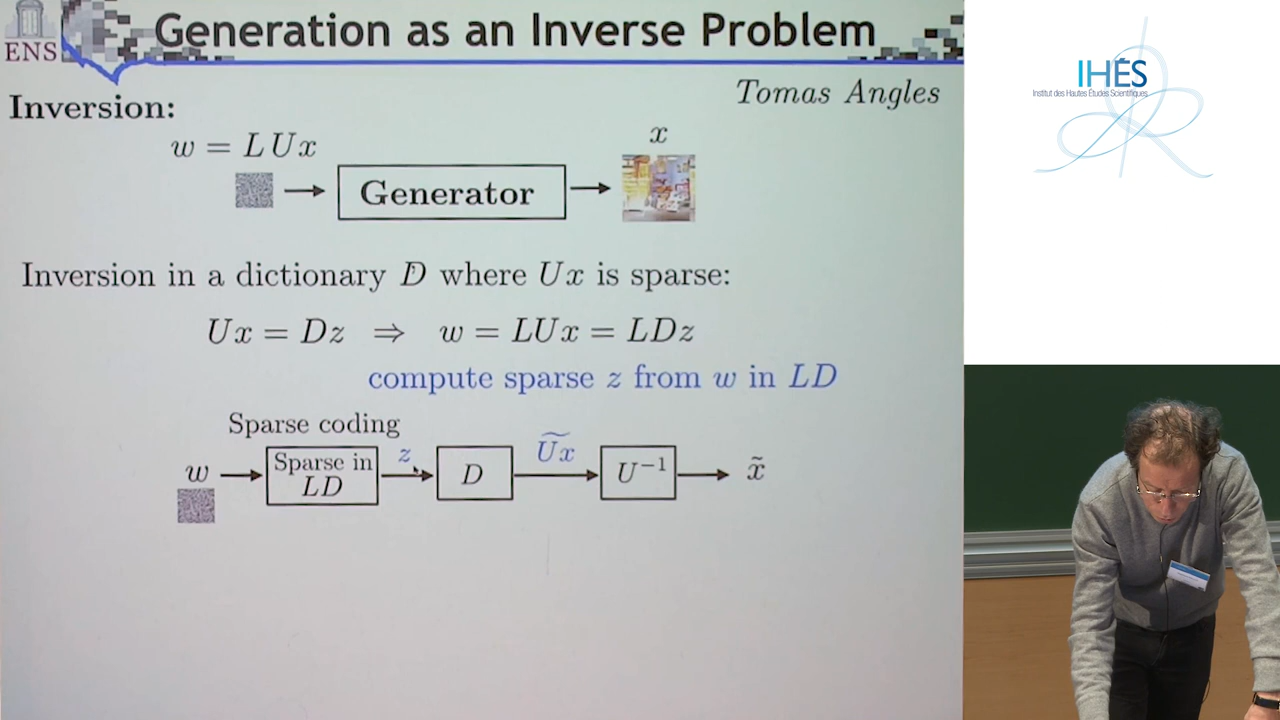 ENS
Generation as an Inverse Problem
Tomas Angles
Inversion:
w = LUx
x
Generator
Inversion in a dictionary D where Ux is sparse:
Ux = Dz ⇒ w = LUx = LDz
compute sparse z from w in LD
Sparse coding
w
Sparse in
LD
z
D
Ũx
U⁻¹
x̃
IHÉS
Institut des Hautes Études Scientifiques